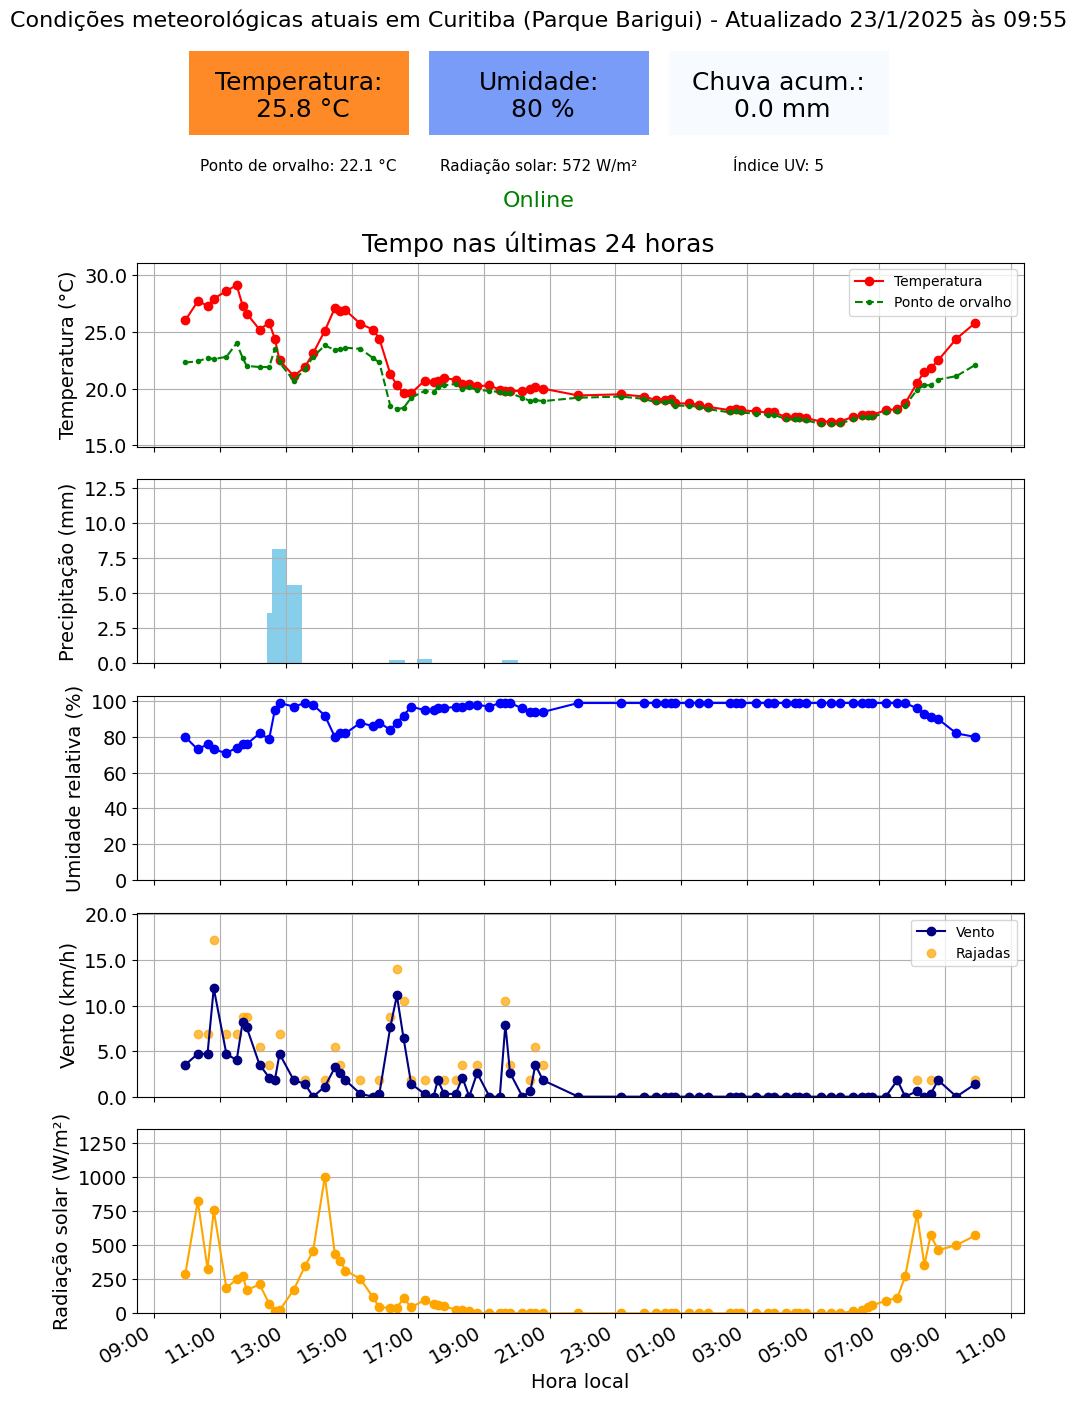 Condições meteorológicas atuais em Curitiba (Parque Barigui) - Atualizado 23/1/2025 às 09:55
Temperatura:
25.8 °C
Umidade:
80 %
Chuva acum.:
0.0 mm
Ponto de orvalho: 22.1 °C
Radiação solar: 572 W/m²
Índice UV: 5
Online
Tempo nas últimas 24 horas
Temperatura (°C)
30.0
25.0
20.0
15.0
Temperatura
Ponto de orvalho
Precipitação (mm)
12.5
10.0
7.5
5.0
2.5
0.0
Umidade relativa (%)
100
80
60
40
20
0
Vento (km/h)
20.0
15.0
10.0
5.0
0.0
Vento
Rajadas
Radiação solar (W/m²)
1250
1000
750
500
250
0
09:00
11:00
13:00
15:00
17:00
19:00
21:00
23:00
01:00
03:00
05:00
07:00
09:00
11:00
Hora local